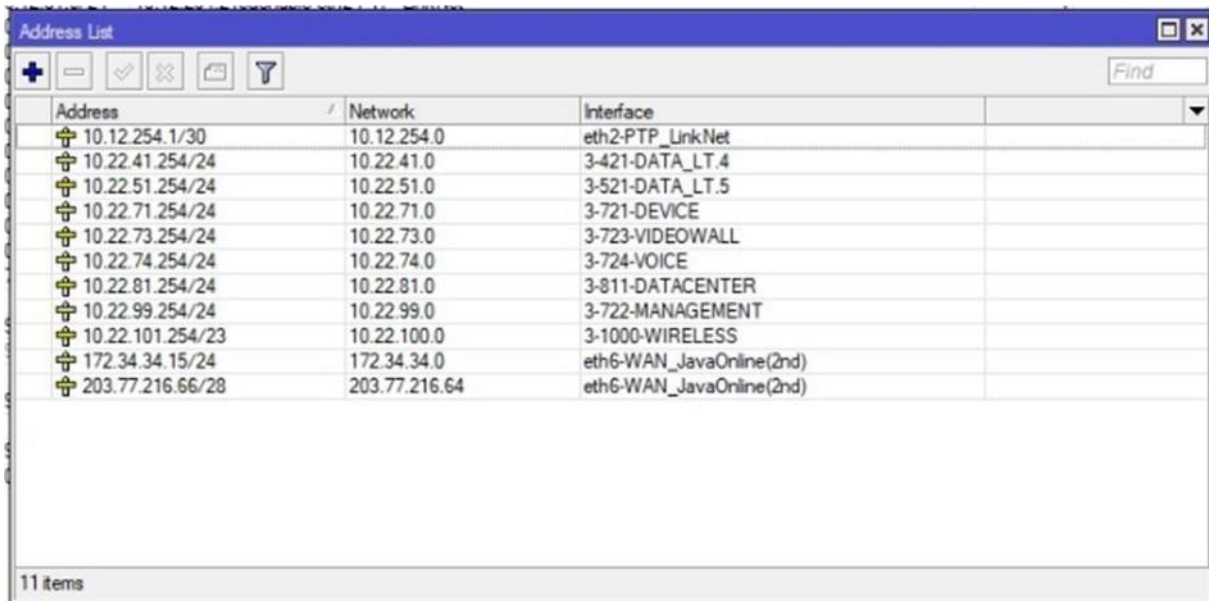 Address List
Find
Address Network Interface
10.12.254.1/30 10.12.254.0 eth2-PTP_LinkNet
10.22.41.254/24 10.22.41.0 3-421-DATA_LT.4
10.22.51.254/24 10.22.51.0 3-521-DATA_LT.5
10.22.71.254/24 10.22.71.0 3-721-DEVICE
10.22.73.254/24 10.22.73.0 3-723-VIDEOWALL
10.22.74.254/24 10.22.74.0 3-724-VOICE
10.22.81.254/24 10.22.81.0 3-811-DATACENTER
10.22.99.254/24 10.22.99.0 3-722-MANAGEMENT
10.22.101.254/23 10.22.100.0 3-1000-WIRELESS
172.34.34.15/24 172.34.34.0 eth6-WAN_JavaOnline(2nd)
203.77.216.66/28 203.77.216.64 eth6-WAN_JavaOnline(2nd)
11 items